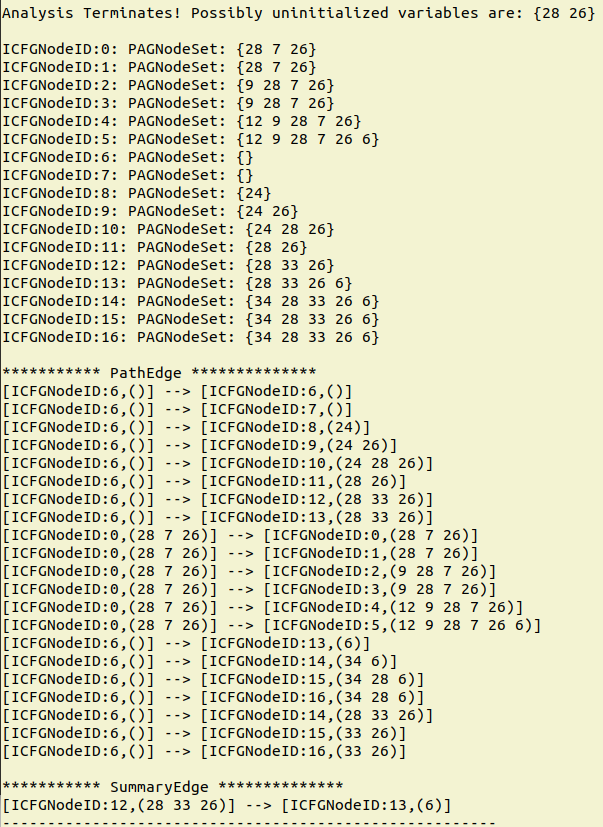 Analysis Terminates! Possibly uninitialized variables are: {28 26}
ICFGNodeID:0: PAGNodeSet: {28 7 26}
ICFGNodeID:1: PAGNodeSet: {28 7 26}
ICFGNodeID:2: PAGNodeSet: {9 28 7 26}
ICFGNodeID:3: PAGNodeSet: {9 28 7 26}
ICFGNodeID:4: PAGNodeSet: {12 9 28 7 26}
ICFGNodeID:5: PAGNodeSet: {12 9 28 7 26 6}
ICFGNodeID:6: PAGNodeSet: {}
ICFGNodeID:7: PAGNodeSet: {}
ICFGNodeID:8: PAGNodeSet: {24}
ICFGNodeID:9: PAGNodeSet: {24 26}
ICFGNodeID:10: PAGNodeSet: {24 28 26}
ICFGNodeID:11: PAGNodeSet: {28 26}
ICFGNodeID:12: PAGNodeSet: {28 33 26}
ICFGNodeID:13: PAGNodeSet: {28 33 26 6}
ICFGNodeID:14: PAGNodeSet: {34 28 33 26 6}
ICFGNodeID:15: PAGNodeSet: {34 28 33 26 6}
ICFGNodeID:16: PAGNodeSet: {34 28 33 26 6}
*********** PathEdge **************
[ICFGNodeID:6,()] --> [ICFGNodeID:6,()]
[ICFGNodeID:6,()] --> [ICFGNodeID:7,()]
[ICFGNodeID:6,()] --> [ICFGNodeID:8,(24)]
[ICFGNodeID:6,()] --> [ICFGNodeID:9,(24 26)]
[ICFGNodeID:6,()] --> [ICFGNodeID:10,(24 28 26)]
[ICFGNodeID:6,()] --> [ICFGNodeID:11,(28 26)]
[ICFGNodeID:6,()] --> [ICFGNodeID:12,(28 33 26)]
[ICFGNodeID:6,()] --> [ICFGNodeID:13,(28 33 26)]
[ICFGNodeID:0,(28 7 26)] --> [ICFGNodeID:0,(28 7 26)]
[ICFGNodeID:0,(28 7 26)] --> [ICFGNodeID:1,(28 7 26)]
[ICFGNodeID:0,(28 7 26)] --> [ICFGNodeID:2,(9 28 7 26)]
[ICFGNodeID:0,(28 7 26)] --> [ICFGNodeID:3,(9 28 7 26)]
[ICFGNodeID:0,(28 7 26)] --> [ICFGNodeID:4,(12 9 28 7 26)]
[ICFGNodeID:0,(28 7 26)] --> [ICFGNodeID:5,(12 9 28 7 26 6)]
[ICFGNodeID:6,()] --> [ICFGNodeID:13,(6)]
[ICFGNodeID:6,()] --> [ICFGNodeID:14,(34 6)]
[ICFGNodeID:6,()] --> [ICFGNodeID:15,(34 28 6)]
[ICFGNodeID:6,()] --> [ICFGNodeID:16,(34 28 6)]
[ICFGNodeID:6,()] --> [ICFGNodeID:14,(28 33 26)]
[ICFGNodeID:6,()] --> [ICFGNodeID:15,(33 26)]
[ICFGNodeID:6,()] --> [ICFGNodeID:16,(33 26)]
*********** SummaryEdge **************
[ICFGNodeID:12,(28 33 26)] --> [ICFGNodeID:13,(6)]
-------------------------------------------------------